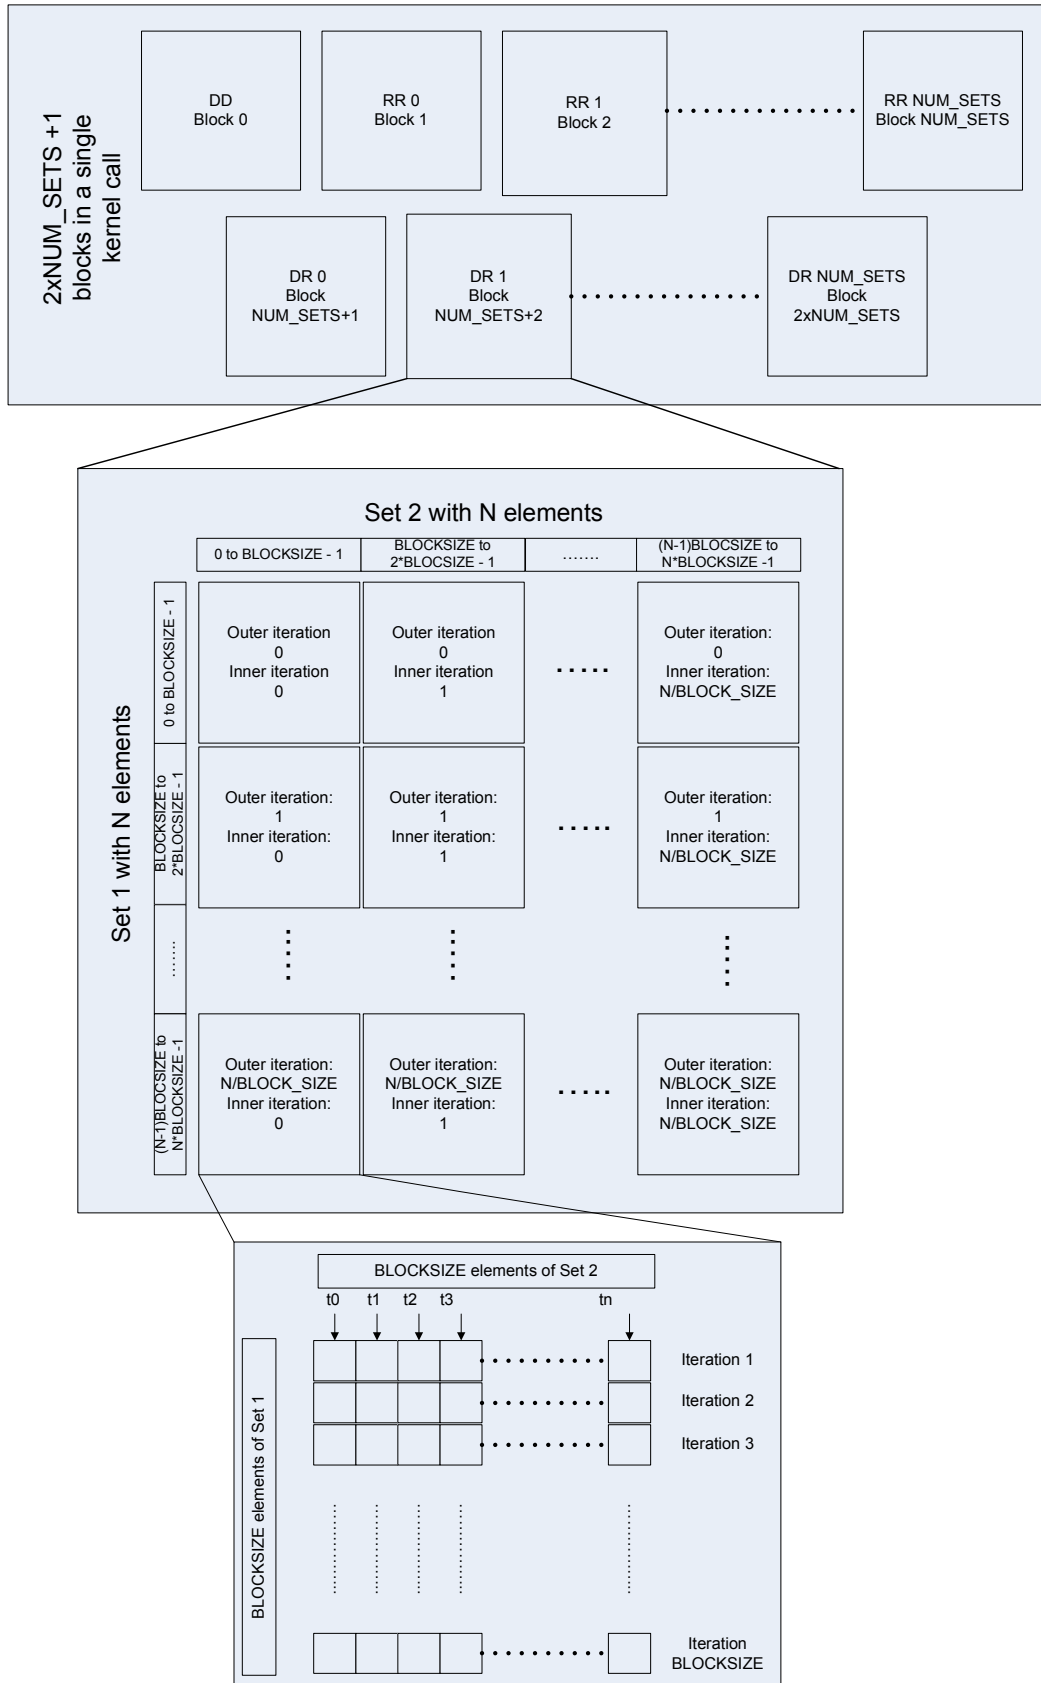 2xNUM_SETS +1
blocks in a single
kernel call
DD
Block 0
RR 0
Block 1
RR 1
Block 2
RR NUM_SETS
Block NUM_SETS
DR 0
Block
NUM_SETS+1
DR 1
Block
NUM_SETS+2
DR NUM_SETS
Block
2xNUM_SETS
Set 2 with N elements
0 to BLOCKSIZE - 1
BLOCKSIZE to
2*BLOCSIZE - 1
.......
(N-1)BLOCSIZE to
N*BLOCKSIZE -1
Set 1 with N elements
0 to BLOCKSIZE - 1
Outer iteration
0
Inner iteration
0
Outer iteration
0
Inner iteration
1
Outer iteration:
0
Inner iteration:
N/BLOCK_SIZE
BLOCKSIZE to
2*BLOCSIZE - 1
Outer iteration:
1
Inner iteration:
0
Outer iteration:
1
Inner iteration:
1
Outer iteration:
1
Inner iteration:
N/BLOCK_SIZE
.......
(N-1)BLOCSIZE to
N*BLOCKSIZE -1
Outer iteration:
N/BLOCK_SIZE
Inner iteration:
0
Outer iteration:
N/BLOCK_SIZE
Inner iteration:
1
Outer iteration:
N/BLOCK_SIZE
Inner iteration:
N/BLOCK_SIZE
BLOCKSIZE elements of Set 2
t0 t1 t2 t3 tn
BLOCKSIZE elements of Set 1
Iteration 1
Iteration 2
Iteration 3
Iteration
BLOCKSIZE